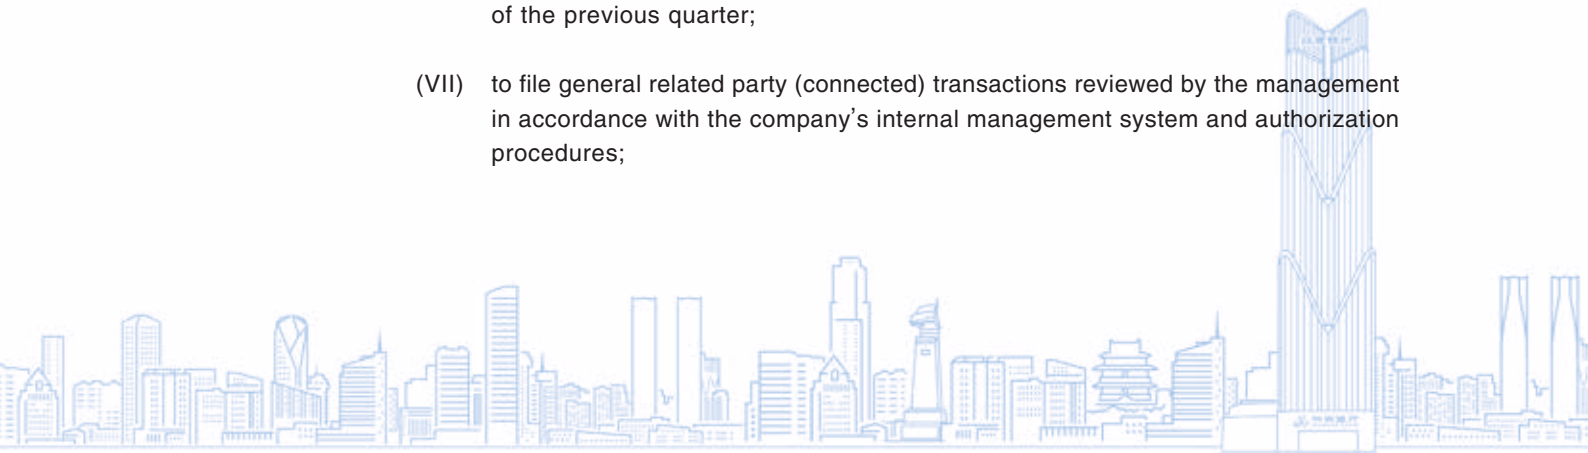 of the previous quarter;
(VII) to file general related party (connected) transactions reviewed by the management
in accordance with the company’s internal management system and authorization
procedures;